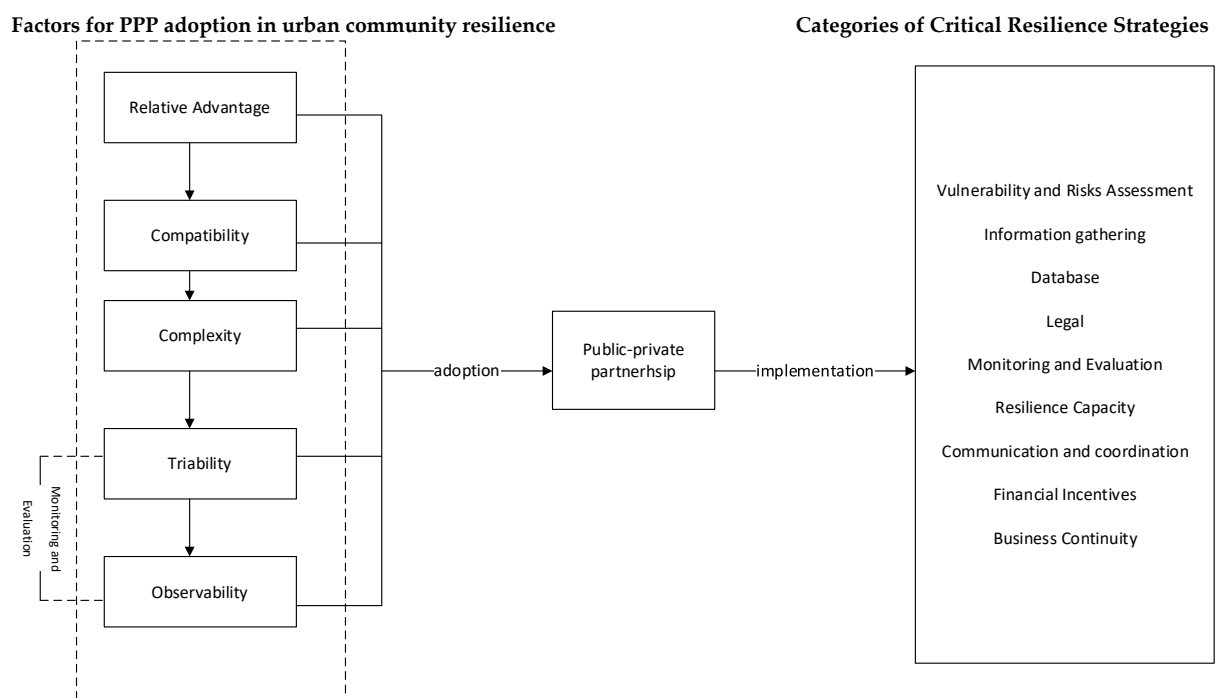 Factors for PPP adoption in urban community resilience
Categories of Critical Resilience Strategies
Relative Advantage
Compatibility
Complexity
Triability
Observability
Monitoring and
Evaluation
adoption
Public-private
partnerhsip
implementation
Vulnerability and Risks Assessment
Information gathering
Database
Legal
Monitoring and Evaluation
Resilience Capacity
Communication and coordination
Financial Incentives
Business Continuity